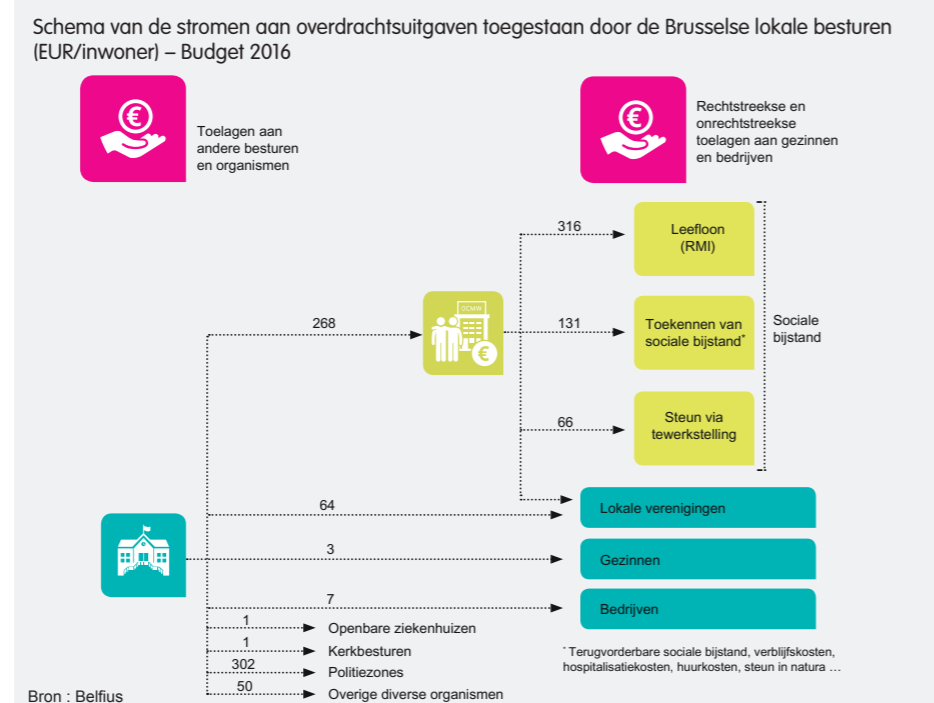 Schema van de stromen aan overdrachtsuitgaven toegestaan door de Brusselse lokale besturen
(EUR/inwoner) – Budget 2016
Toelagen aan
andere besturen
en organismen
Rechtstreekse en
onrechtstreekse
toelagen aan gezinnen
en bedrijven
316
Leefloon
(RMI)
OCMW
268
131
Toekennen van
sociale bijstand*
Sociale
bijstand
66
Steun via
tewerkstelling
64
Lokale verenigingen
3
Gezinnen
7
Bedrijven
1
Openbare ziekenhuizen
1
Kerkbesturen
302
Politiezones
50
Overige diverse organismen
* Terugvorderbare sociale bijstand, verblijfskosten,
hospitalisatiekosten, huurkosten, steun in natura ...
Bron : Belfius